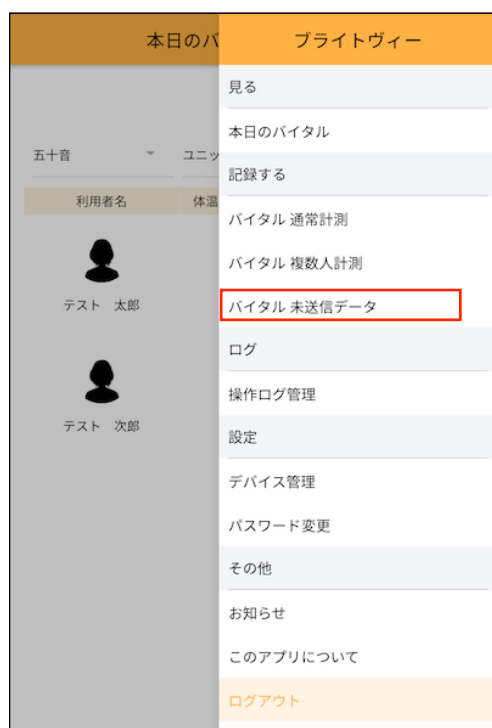 本日のバ
ブライトヴィー
五十音
ユニッ
利用者名
体温
テスト　太郎
テスト　次郎
見る
本日のバイタル
記録する
バイタル 通常計測
バイタル 複数人計測
バイタル 未送信データ
ログ
操作ログ管理
設定
デバイス管理
パスワード変更
その他
お知らせ
このアプリについて
ログアウト